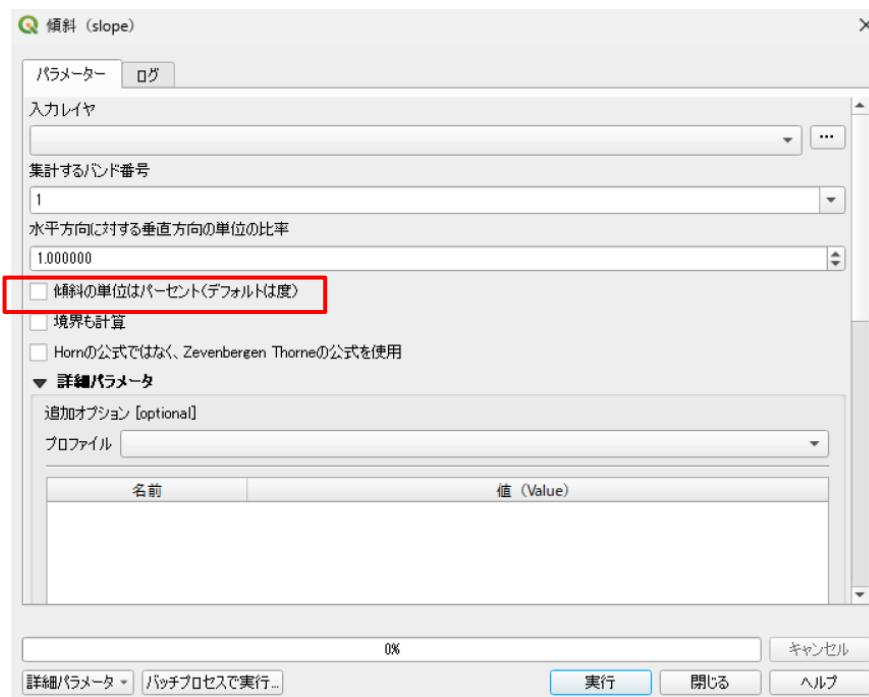 傾斜 (slope)
パラメーター ログ
入力レイヤ
…
集計するバンド番号
1
水平方向に対する垂直方向の単位の比率
1.000000
傾斜の単位はパーセント(デフォルトは度)
境界も計算
Hornの公式ではなく、Zevenbergen Thorneの公式を使用
▼ 詳細パラメータ
追加オプション [optional]
プロファイル
名前 値 (Value)
0% キャンセル
詳細パラメータ バッチプロセスで実行... 実行 閉じる ヘルプ